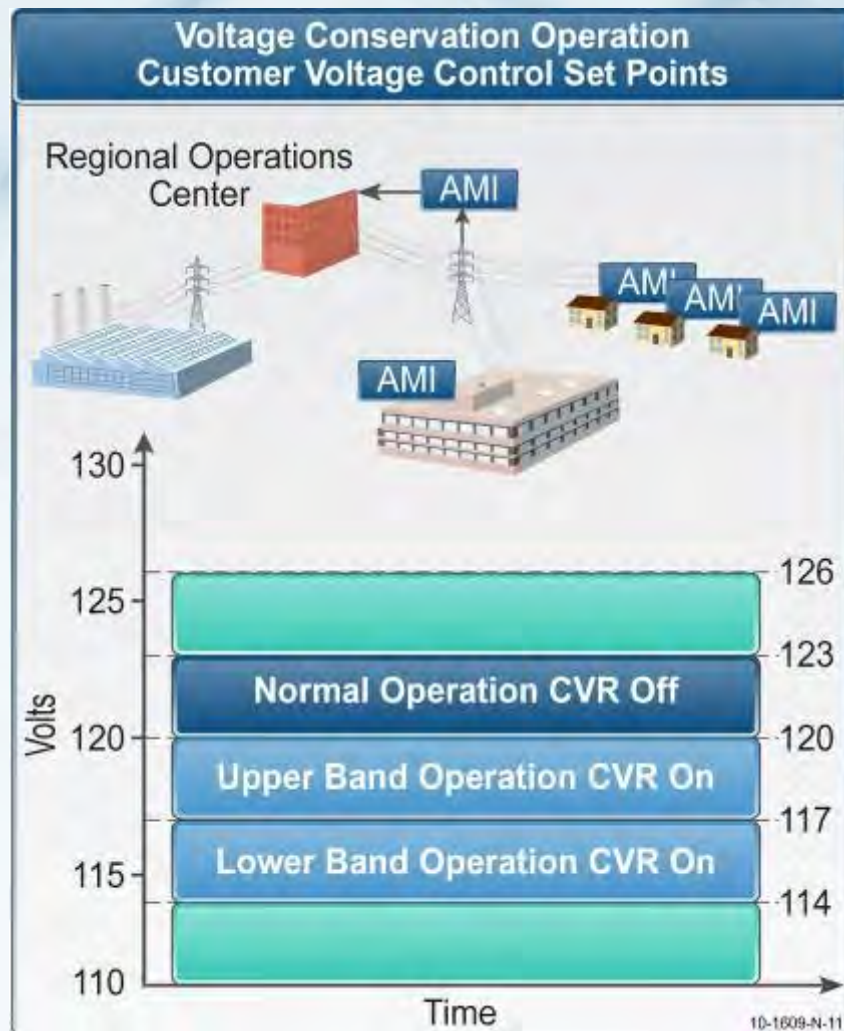 Voltage Conservation Operation
Customer Voltage Control Set Points
Regional Operations
Center
AMI
AMI
AMI
AMI
AMI
130
125
120
115
110
Volts
126
123
120
117
114
Normal Operation CVR Off
Upper Band Operation CVR On
Lower Band Operation CVR On
Time
10-1609-N-11